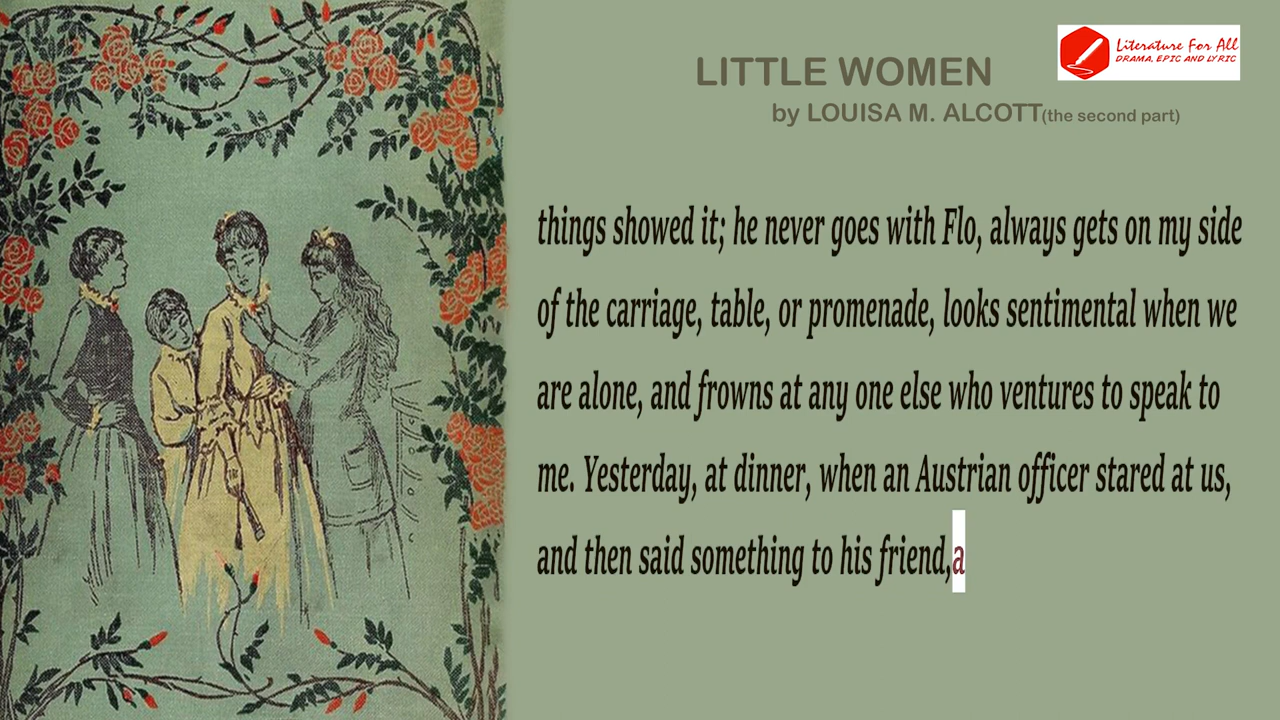 LITTLE WOMEN
by LOUISA M. ALCOTT(the second part)
Literature For All
DRAMA, EPIC AND LYRIC
things showed it; he never goes with Flo, always gets on my side
of the carriage, table, or promenade, looks sentimental when we
are alone, and frowns at any one else who ventures to speak to
me. Yesterday, at dinner, when an Austrian officer stared at us,
and then said something to his friend,a